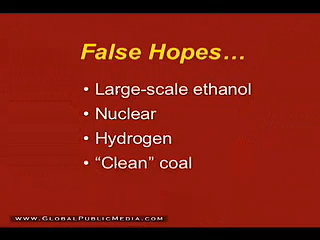 False Hopes…
• Large-scale ethanol
• Nuclear
• Hydrogen
• “Clean” coal
www.GlobalPublicMedia.com